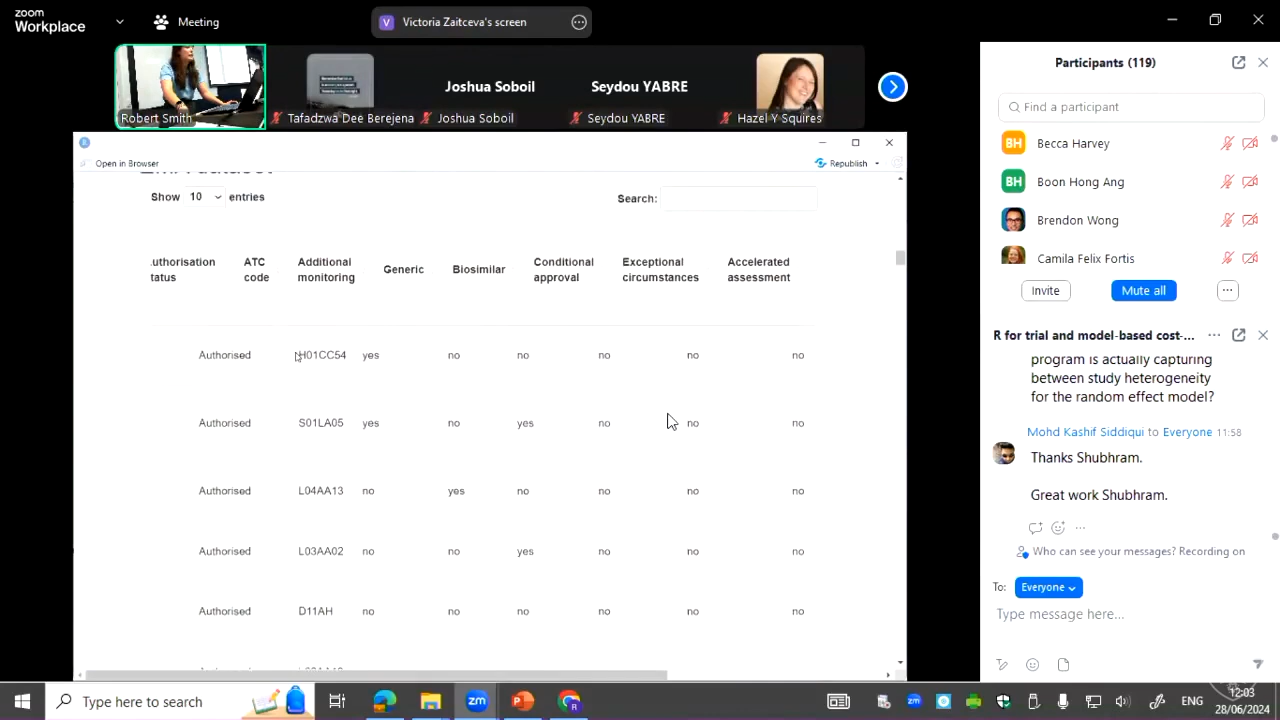 zoom
Workplace
Meeting
V
Victoria Zaitceva's screen
Robert Smith
Tafadzwa Dee Berejena
Joshua Soboil
Joshua Soboil
Seydou YABRE
Seydou YABRE
Hazel Y Squires
Open in Browser
Republish
Show 10 entries
Search:
uthorisation tatus
ATC code
Additional monitoring
Generic
Biosimilar
Conditional approval
Exceptional circumstances
Accelerated assessment
Authorised H01CC54 yes no no no no no
Authorised S01LA05 yes no yes no no no
Authorised L04AA13 no yes no no no no
Authorised L03AA02 no no yes no no no
Authorised D11AH no no no no no no
Participants (119)
Find a participant
BH Becca Harvey
BH Boon Hong Ang
Brendon Wong
Camila Felix Fortis
Invite
Mute all
R for trial and model-based cost-...
program is actually capturing
between study heterogeneity
for the random effect model?
Mohd Kashif Siddiqui to Everyone 11:58
Thanks Shubhram.
Great work Shubhram.
Who can see your messages? Recording on
To: Everyone
Type message here...
Type here to search
zm
zm
ENG
12:03
28/06/2024